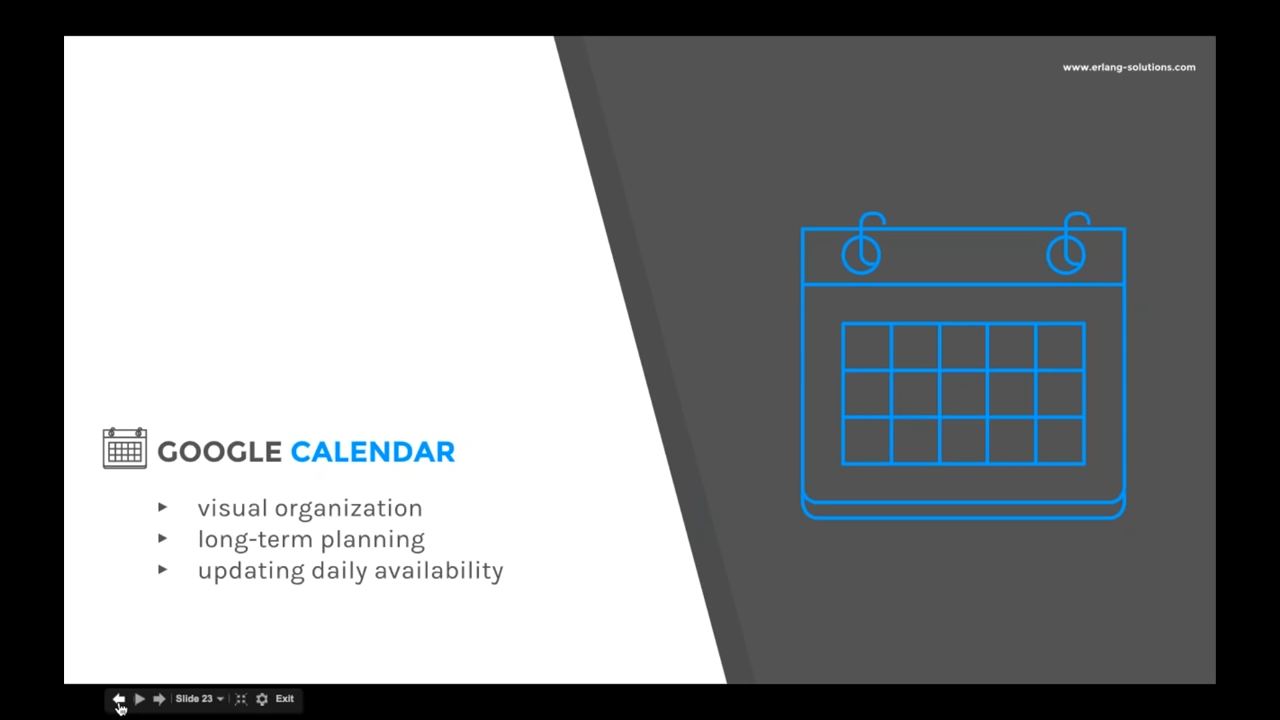 www.erlang-solutions.com
GOOGLE CALENDAR
▸ visual organization
▸ long-term planning
▸ updating daily availability
Slide 23
Exit